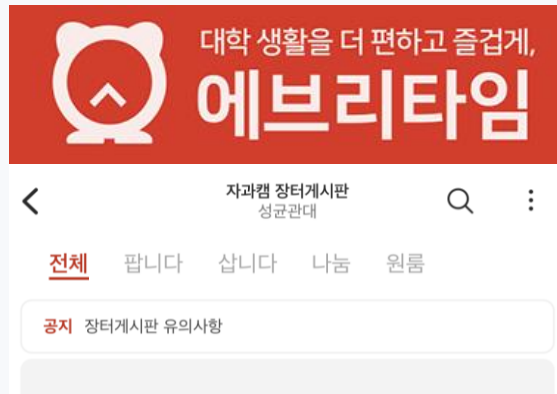 대학 생활을 더 편하고 즐겁게,
에브리타임
자과캠 장터게시판
성균관대
전체 팝니다 삽니다 나눔 원룸
공지 장터게시판 유의사항